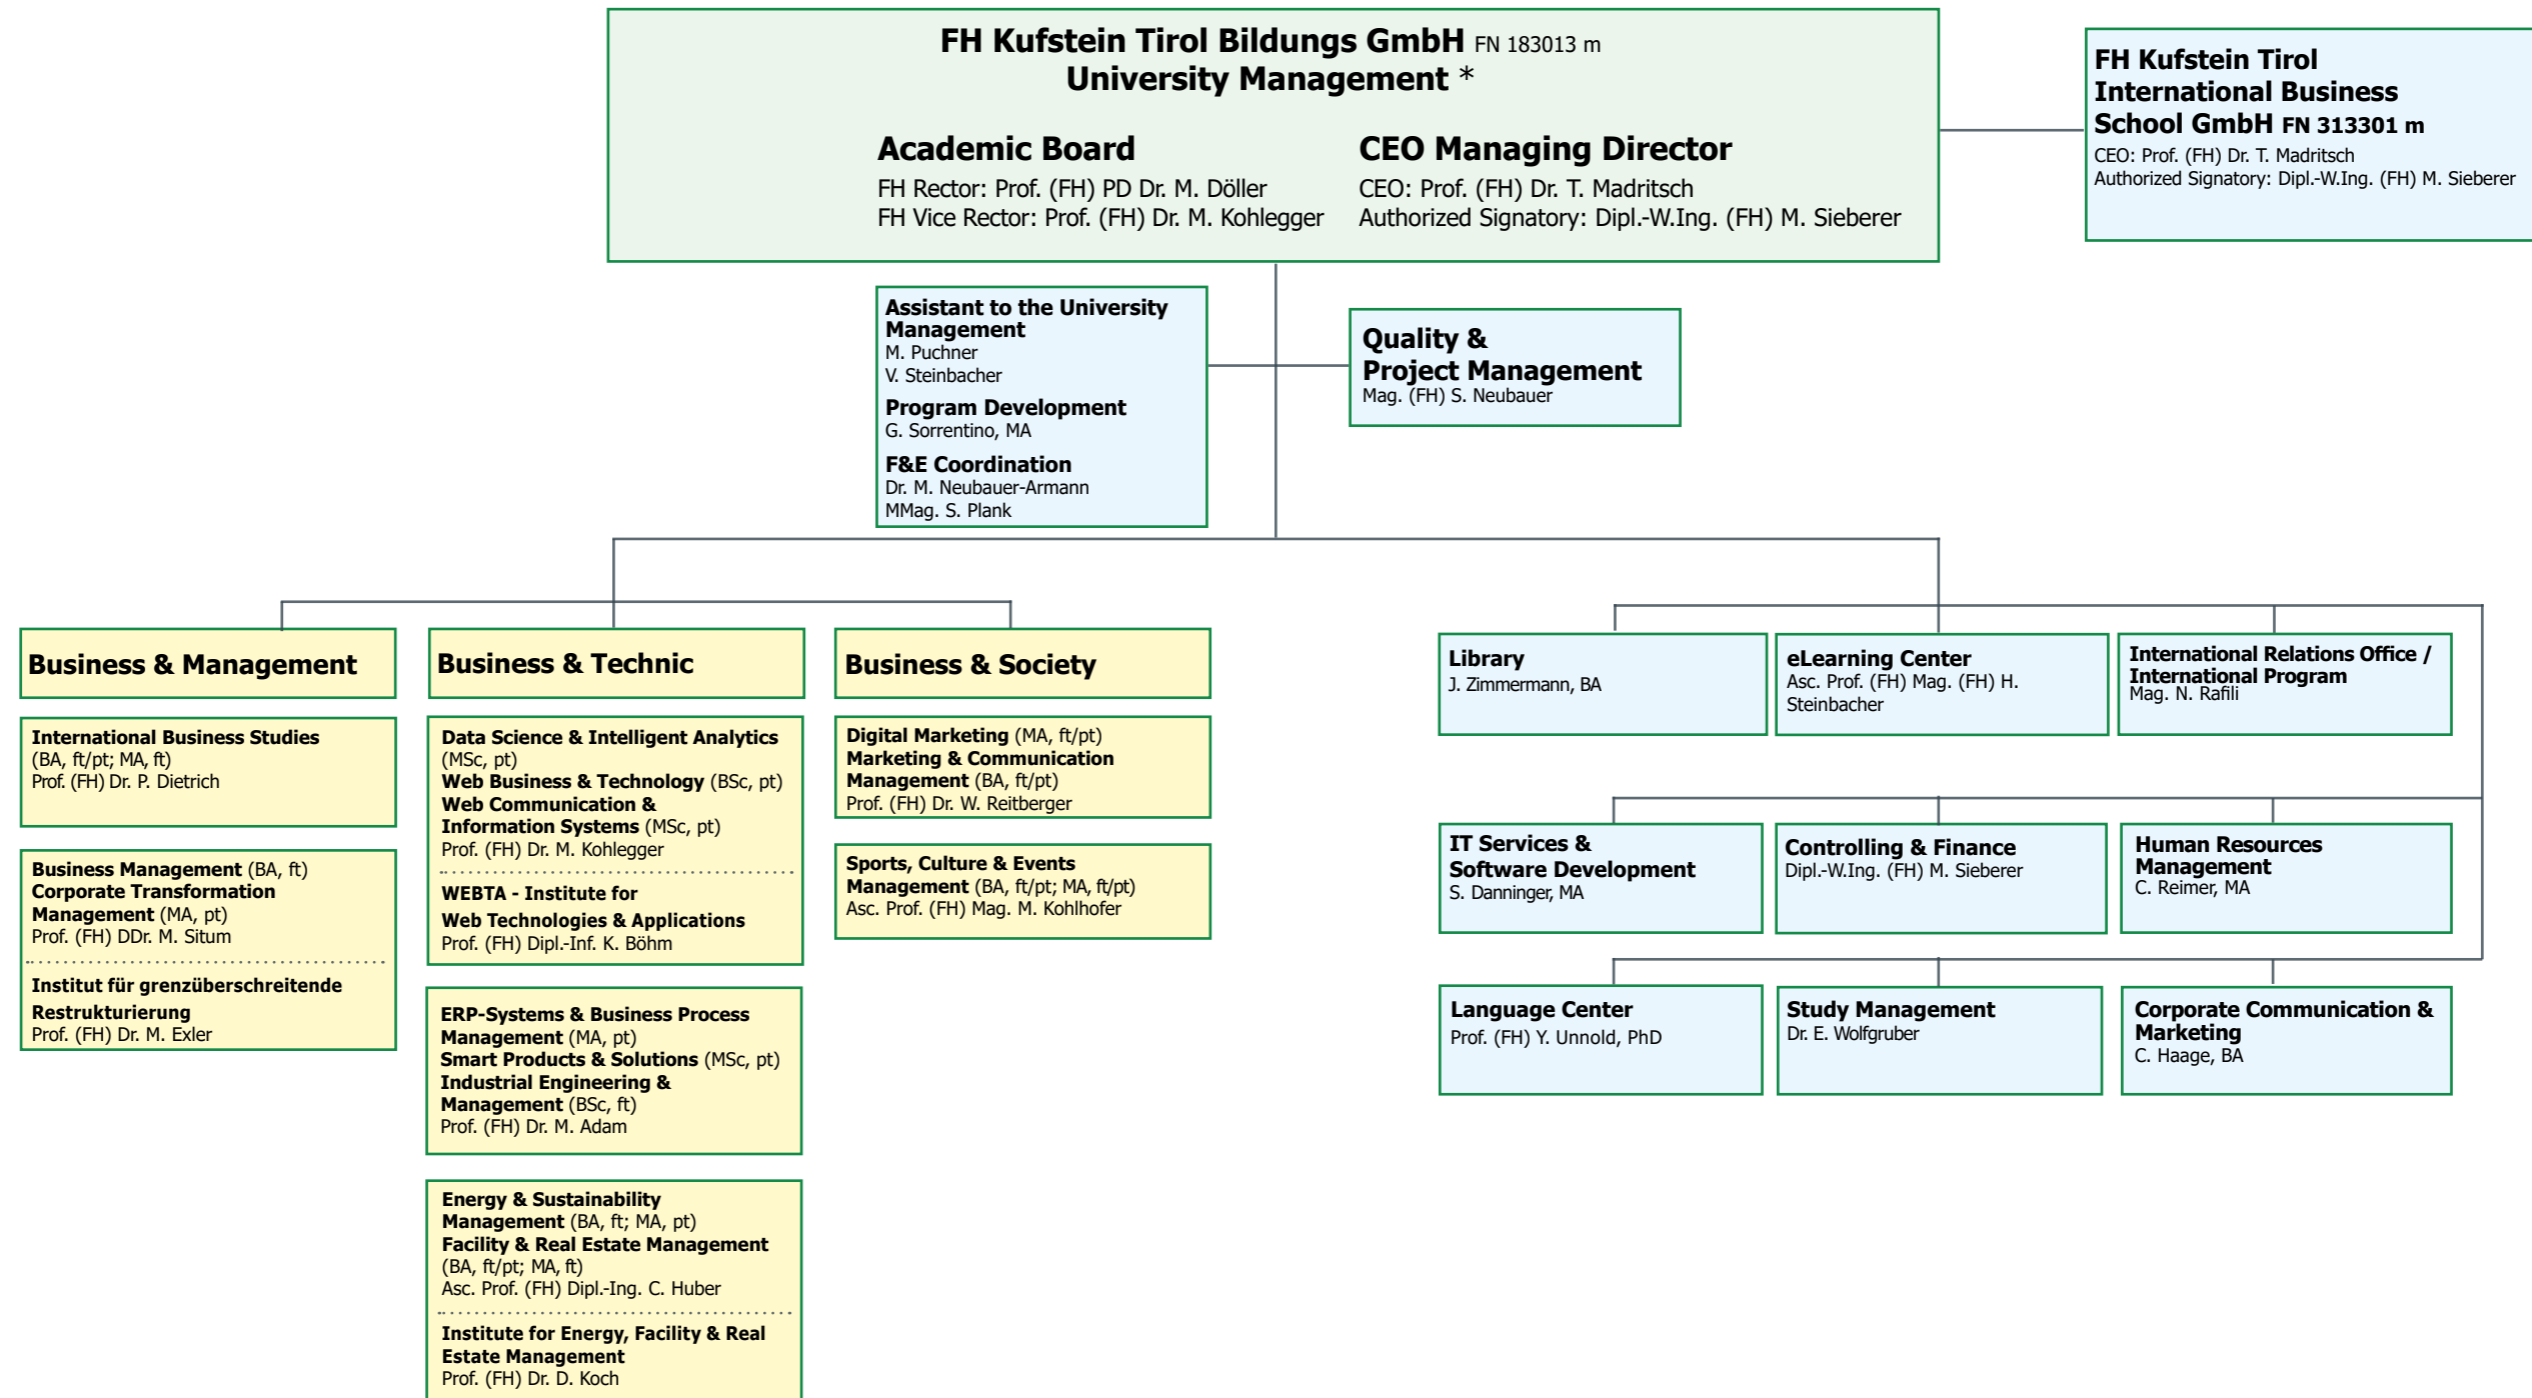 FH Kufstein Tirol Bildungs GmbH FN 183013 m
University Management *
Academic Board
FH Rector: Prof. (FH) PD Dr. M. Döller
FH Vice Rector: Prof. (FH) Dr. M. Kohlegger
CEO Managing Director
CEO: Prof. (FH) Dr. T. Madritsch
Authorized Signatory: Dipl.-W.Ing. (FH) M. Sieberer
FH Kufstein Tirol
International Business
School GmbH FN 313301 m
CEO: Prof. (FH) Dr. T. Madritsch
Authorized Signatory: Dipl.-W.Ing. (FH) M. Sieberer
Assistant to the University
Management
M. Puchner
V. Steinbacher
Program Development
G. Sorrentino, MA
F&E Coordination
Dr. M. Neubauer-Armann
MMag. S. Plank
Quality &
Project Management
Mag. (FH) S. Neubauer
Business & Management
International Business Studies
(BA, ft/pt; MA, ft)
Prof. (FH) Dr. P. Dietrich
Business Management (BA, ft)
Corporate Transformation
Management (MA, pt)
Prof. (FH) DDr. M. Situm
Institut für grenzüberschreitende
Restrukturierung
Prof. (FH) Dr. M. Exler
Business & Technic
Data Science & Intelligent Analytics
(MSc, pt)
Web Business & Technology (BSc, pt)
Web Communication &
Information Systems (MSc, pt)
Prof. (FH) Dr. M. Kohlegger
WEBTA - Institute for
Web Technologies & Applications
Prof. (FH) Dipl.-Inf. K. Böhm
ERP-Systems & Business Process
Management (MA, pt)
Smart Products & Solutions (MSc, pt)
Industrial Engineering &
Management (BSc, ft)
Prof. (FH) Dr. M. Adam
Energy & Sustainability
Management (BA, ft; MA, pt)
Facility & Real Estate Management
(BA, ft/pt; MA, ft)
Asc. Prof. (FH) Dipl.-Ing. C. Huber
Institute for Energy, Facility & Real
Estate Management
Prof. (FH) Dr. D. Koch
Business & Society
Digital Marketing (MA, ft/pt)
Marketing & Communication
Management (BA, ft/pt)
Prof. (FH) Dr. W. Reitberger
Sports, Culture & Events
Management (BA, ft/pt; MA, ft/pt)
Asc. Prof. (FH) Mag. M. Kohlhofer
Library
J. Zimmermann, BA
eLearning Center
Asc. Prof. (FH) Mag. (FH) H.
Steinbacher
International Relations Office /
International Program
Mag. N. Rafili
IT Services &
Software Development
S. Danninger, MA
Controlling & Finance
Dipl.-W.Ing. (FH) M. Sieberer
Human Resources
Management
C. Reimer, MA
Language Center
Prof. (FH) Y. Unnold, PhD
Study Management
Dr. E. Wolfgruber
Corporate Communication &
Marketing
C. Haage, BA